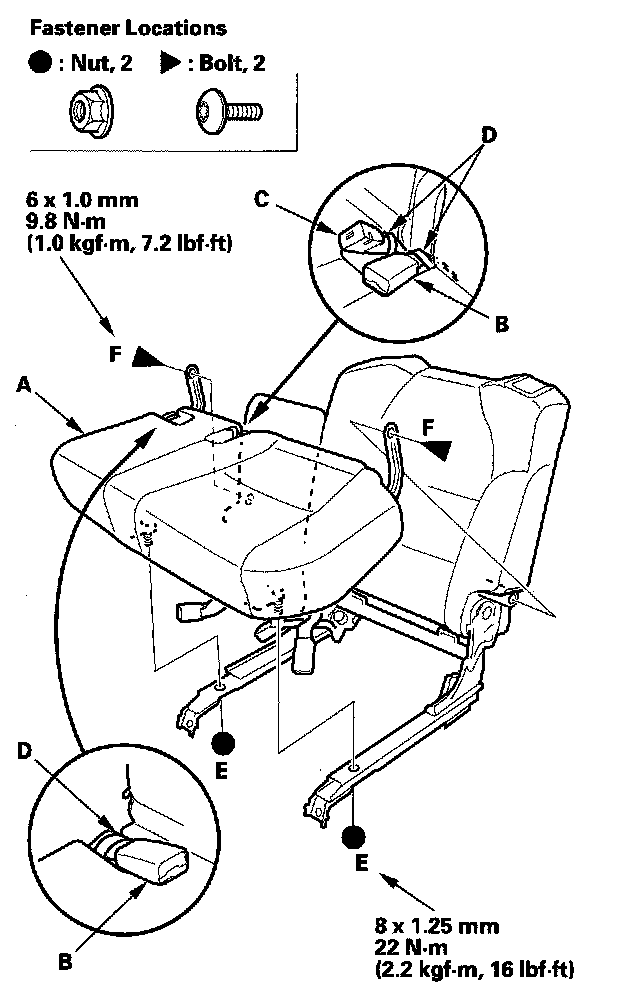 Fastener Locations
● : Nut, 2 ▶ : Bolt, 2
D
6 x 1.0 mm
9.8 N·m
(1.0 kgf·m, 7.2 lbf·ft)
C
B
F
A
F
E
D
E
B
8 x 1.25 mm
22 N·m
(2.2 kgf·m, 16 lbf·ft)